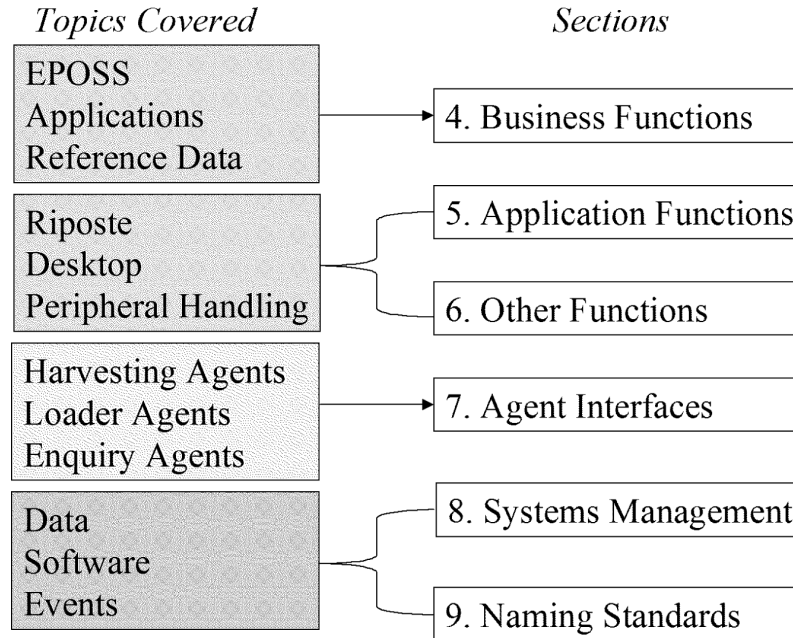 Topics Covered
Sections
EPOSS
Applications
Reference Data
4. Business Functions
Riposte
Desktop
Peripheral Handling
5. Application Functions
6. Other Functions
Harvesting Agents
Loader Agents
Enquiry Agents
7. Agent Interfaces
Data
Software
Events
8. Systems Management
9. Naming Standards